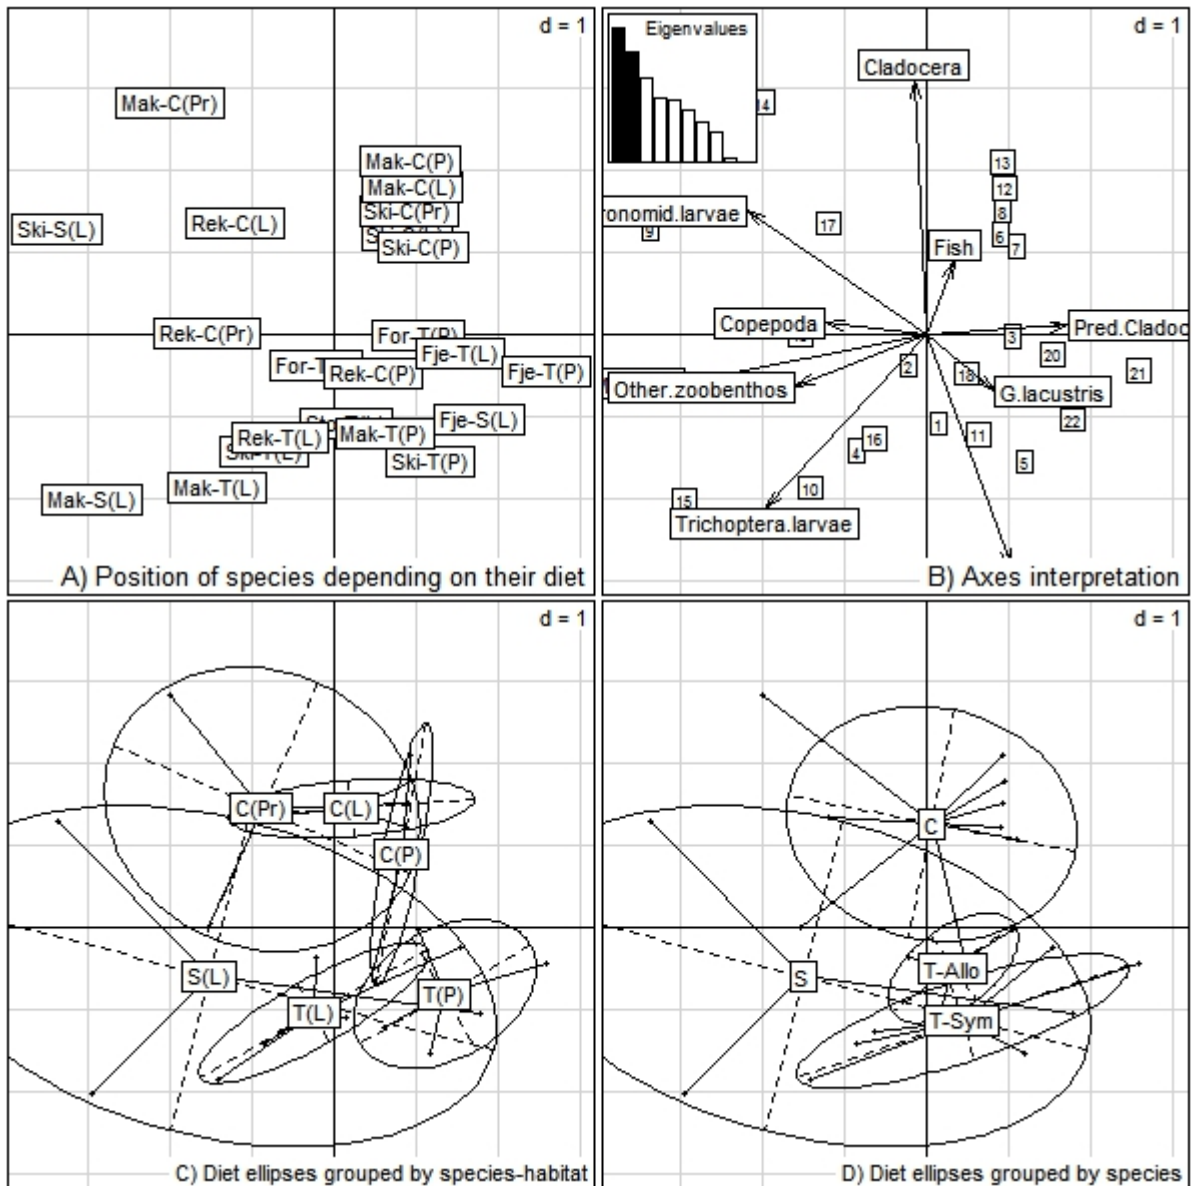 d = 1
Mak-C(Pr)
Mak-C(P)
Mak-C(L)
Ski-C(Pr)
Ski-C(P)
Ski-S(L)
Rek-C(L)
Rek-C(Pr)
For-T(P)
Fje-T(L)
For-T
Rek-C(P)
Fje-T(P)
Fje-S(L)
Rek-T(L)
Mak-T(P)
Ski-T(L)
Ski-T(P)
Mak-T(L)
Mak-S(L)
A) Position of species depending on their diet
d = 1
Eigenvalues
Cladocera
14
13
12
8
6
7
ronomid.larvae
9
17
Fish
Copepoda
Pred.Cladoc
3
20
2
18
21
Other.zoobenthos
G.lacustris
1
22
11
16
4
5
10
15
Trichoptera.larvae
B) Axes interpretation
d = 1
C(Pr)
C(L)
C(P)
S(L)
T(L)
T(P)
C) Diet ellipses grouped by species-habitat
d = 1
C
S
T-Allo
T-Sym
D) Diet ellipses grouped by species